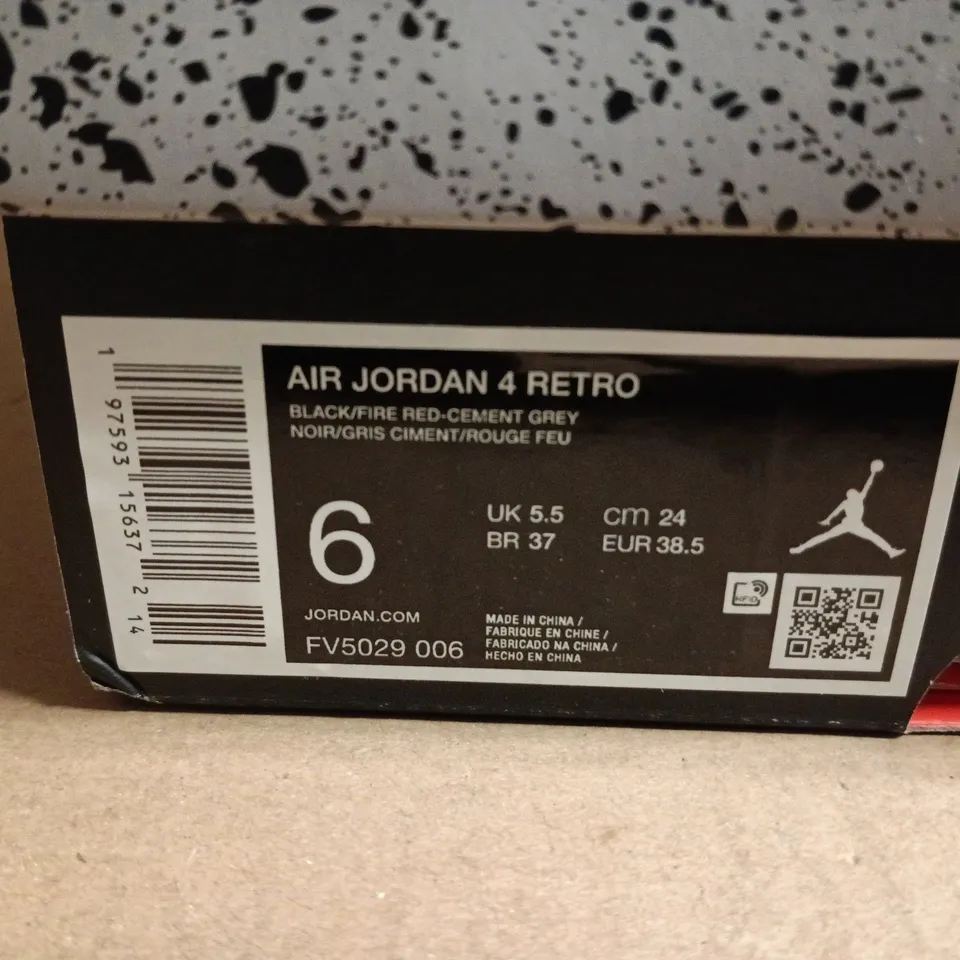 AIR JORDAN 4 RETRO
BLACK/FIRE RED-CEMENT GREY
NOIR/GRIS CIMENT/ROUGE FEU
6
UK 5.5 cm 24
BR 37 EUR 38.5
JORDAN.COM
FV5029 006
MADE IN CHINA /
FABRIQUE EN CHINE /
FABRICADO NA CHINA /
HECHO EN CHINA
1 97593 15637 2 14